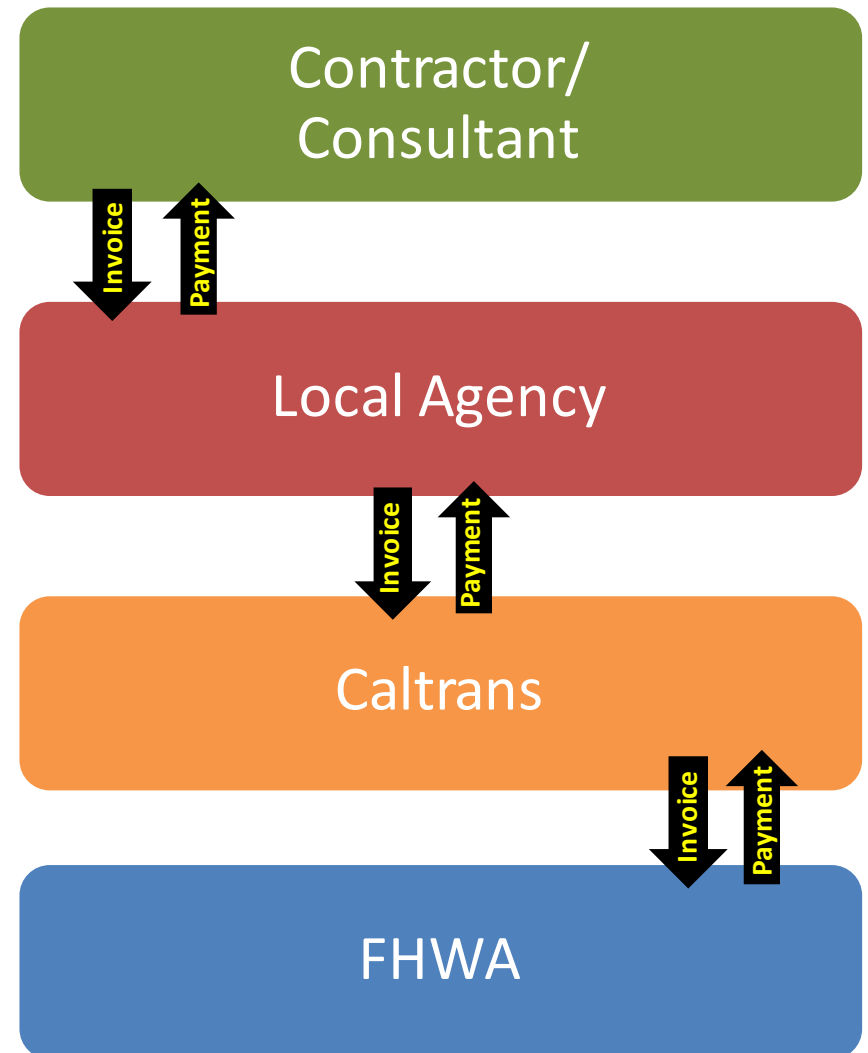 Contractor/
Consultant
Invoice
Payment
Local Agency
Invoice
Payment
Caltrans
Invoice
Payment
FHWA